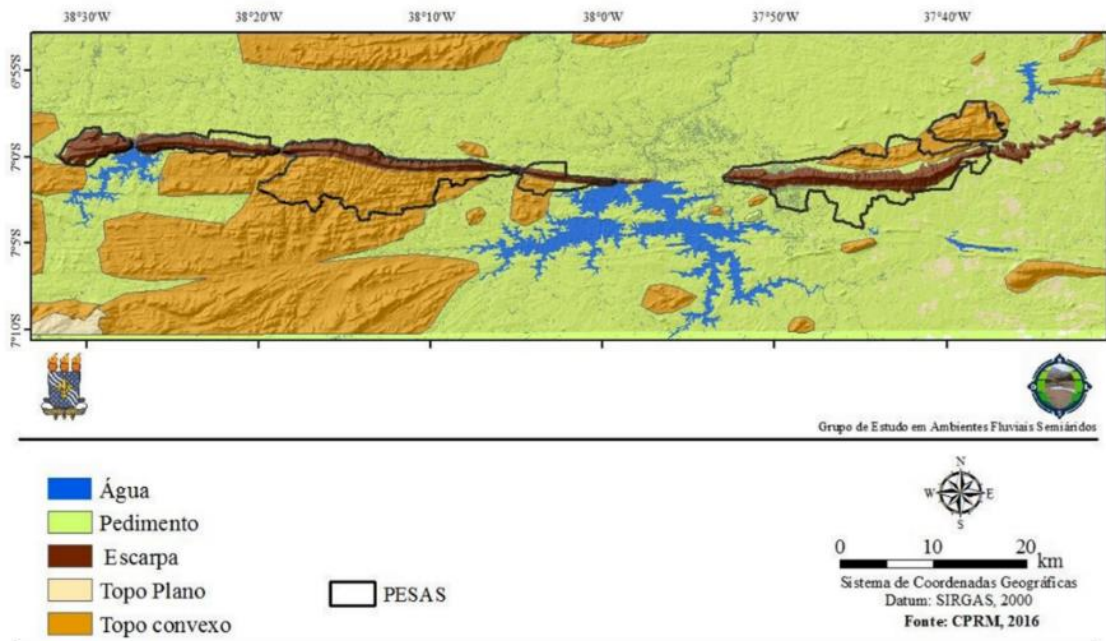 38°30'W 38°20'W 38°10'W 38°0'W 37°50'W 37°40'W
6°55'S
7°0'S
7°5'S
7°10'S
Grupo de Estudo em Ambientes Fluviais Semiáridos
Água
Pedimento
Escarpa
Topo Plano
Topo convexo
PESAS
N
W E
S
0 10 20
km
Sistema de Coordenadas Geográficas
Datum: SIRGAS, 2000
Fonte: CPRM, 2016